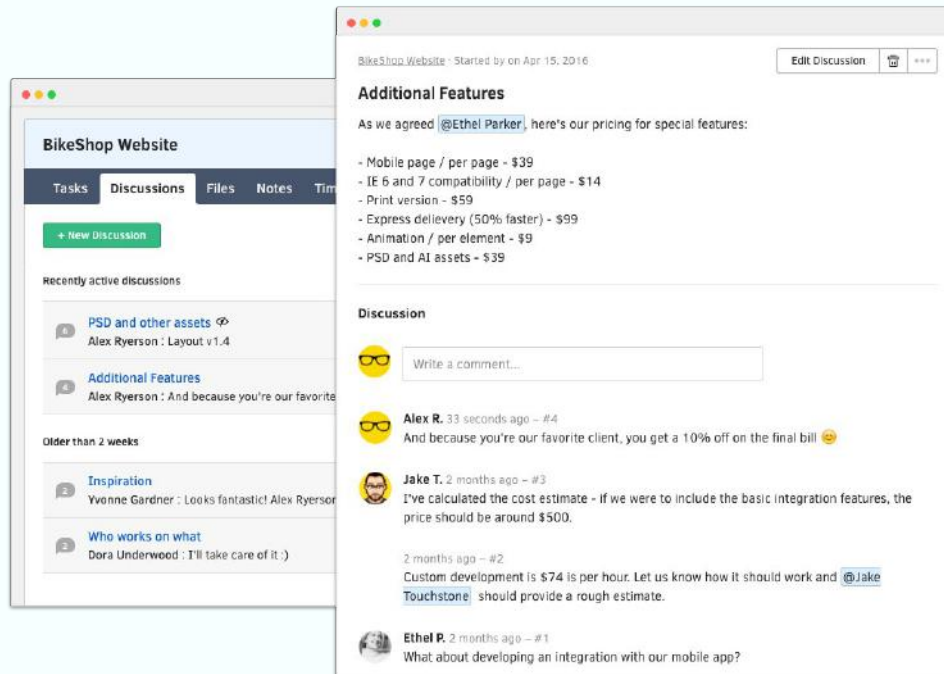 BikeShop Website
Tasks Discussions Files Notes Tim
+ New Discussion
Recently active discussions
6
PSD and other assets
Alex Ryerson : Layout v1.4
4
Additional Features
Alex Ryerson : And because you're our favorite
Older than 2 weeks
2
Inspiration
Yvonne Gardner : Looks fantastic! Alex Ryerson
2
Who works on what
Dora Underwood : I'll take care of it :)
BikeShop Website · Started by on Apr 15, 2016
Edit Discussion
Additional Features
As we agreed @Ethel Parker, here's our pricing for special features:
- Mobile page / per page - $39
- IE 6 and 7 compatibility / per page - $14
- Print version - $59
- Express delievery (50% faster) - $99
- Animation / per element - $9
- PSD and AI assets - $39
Discussion
Write a comment...
Alex R. 33 seconds ago – #4
And because you're our favorite client, you get a 10% off on the final bill 😊
Jake T. 2 months ago – #3
I've calculated the cost estimate - if we were to include the basic integration features, the
price should be around $500.
2 months ago – #2
Custom development is $74 is per hour. Let us know how it should work and @Jake
Touchstone should provide a rough estimate.
Ethel P. 2 months ago – #1
What about developing an integration with our mobile app?